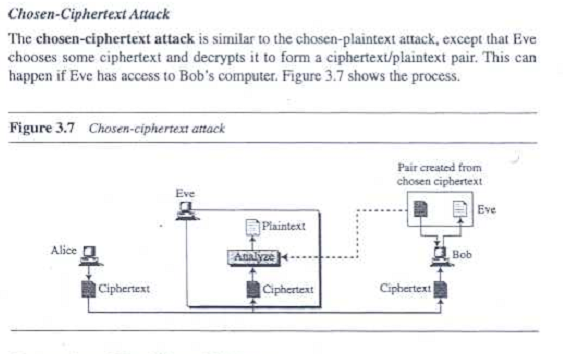 Chosen-Ciphertext Attack
The chosen-ciphertext attack is similar to the chosen-plaintext attack, except that Eve
chooses some ciphertext and decrypts it to form a ciphertext/plaintext pair. This can
happen if Eve has access to Bob's computer. Figure 3.7 shows the process.
Figure 3.7 Chosen-ciphertext attack
Pair created from
chosen ciphertext
Eve
Eve
Plaintext
Alice
Analyze
Bob
Ciphertext
Ciphertext
Ciphertext